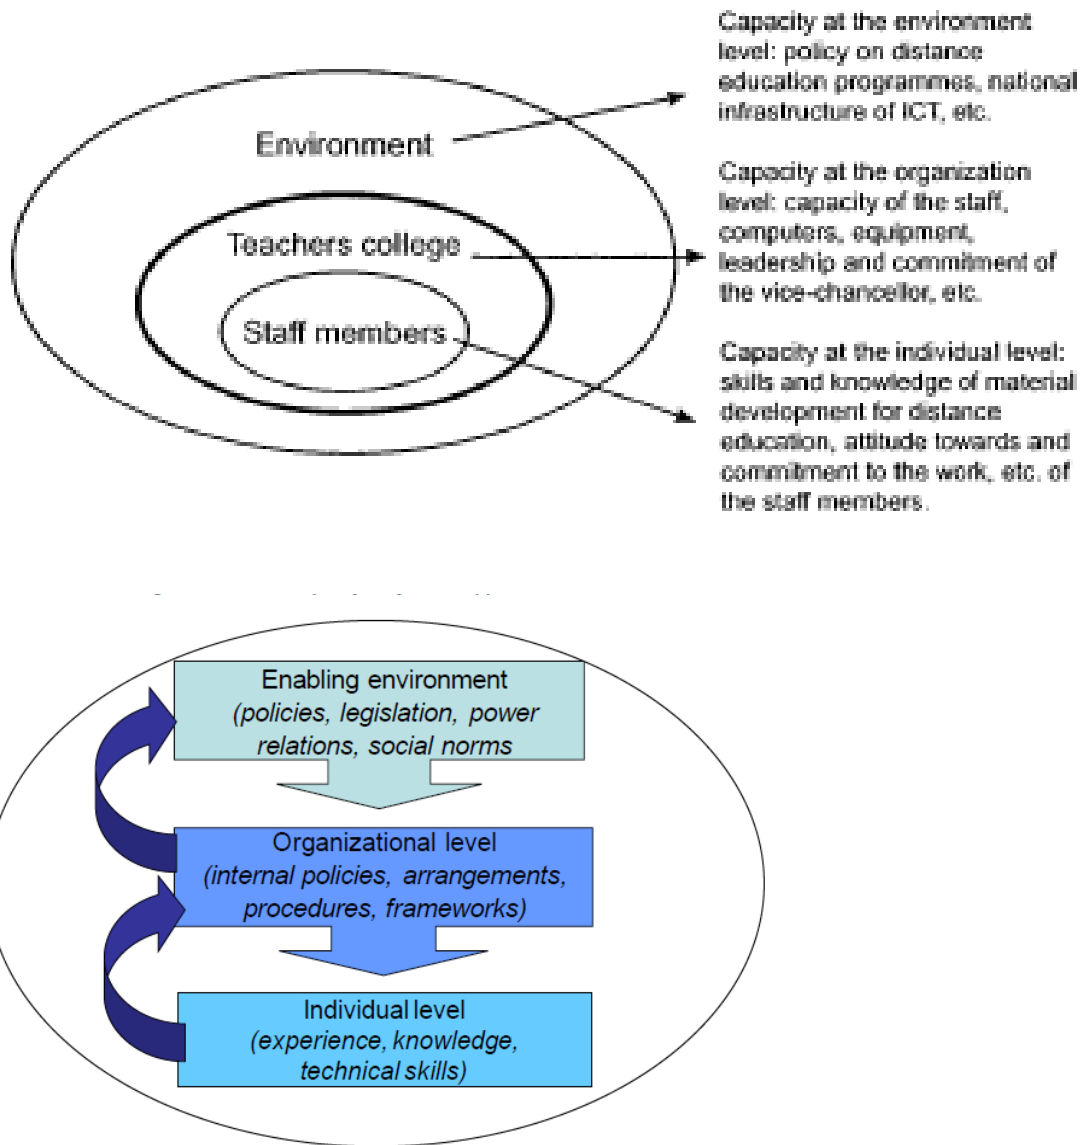 Capacity at the environment
level: policy on distance
education programmes, national
infrastructure of ICT, etc.
Environment
Capacity at the organization
level: capacity of the staff,
computers, equipment,
leadership and commitment of
the vice-chancellor, etc.
Teachers college
Staff members
Capacity at the individual level:
skills and knowledge of material
development for distance
education, attitude towards and
commitment to the work, etc. of
the staff members.
Enabling environment
(policies, legislation, power
relations, social norms
Organizational level
(internal policies, arrangements,
procedures, frameworks)
Individual level
(experience, knowledge,
technical skills)